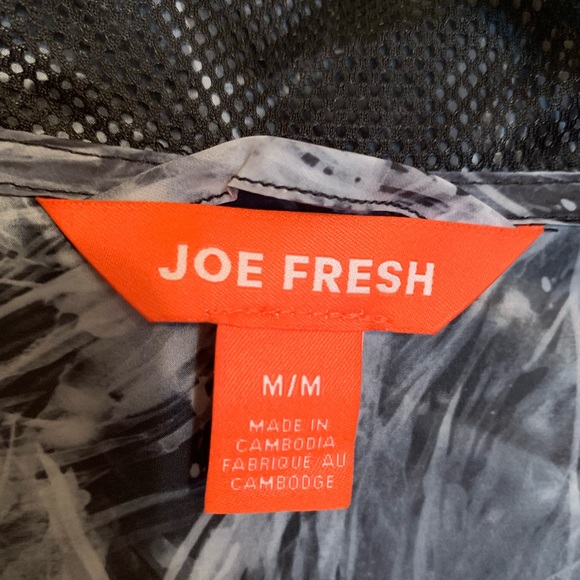 JOE FRESH
M/M
MADE IN
CAMBODIA
FABRIQUE AU
CAMBODGE